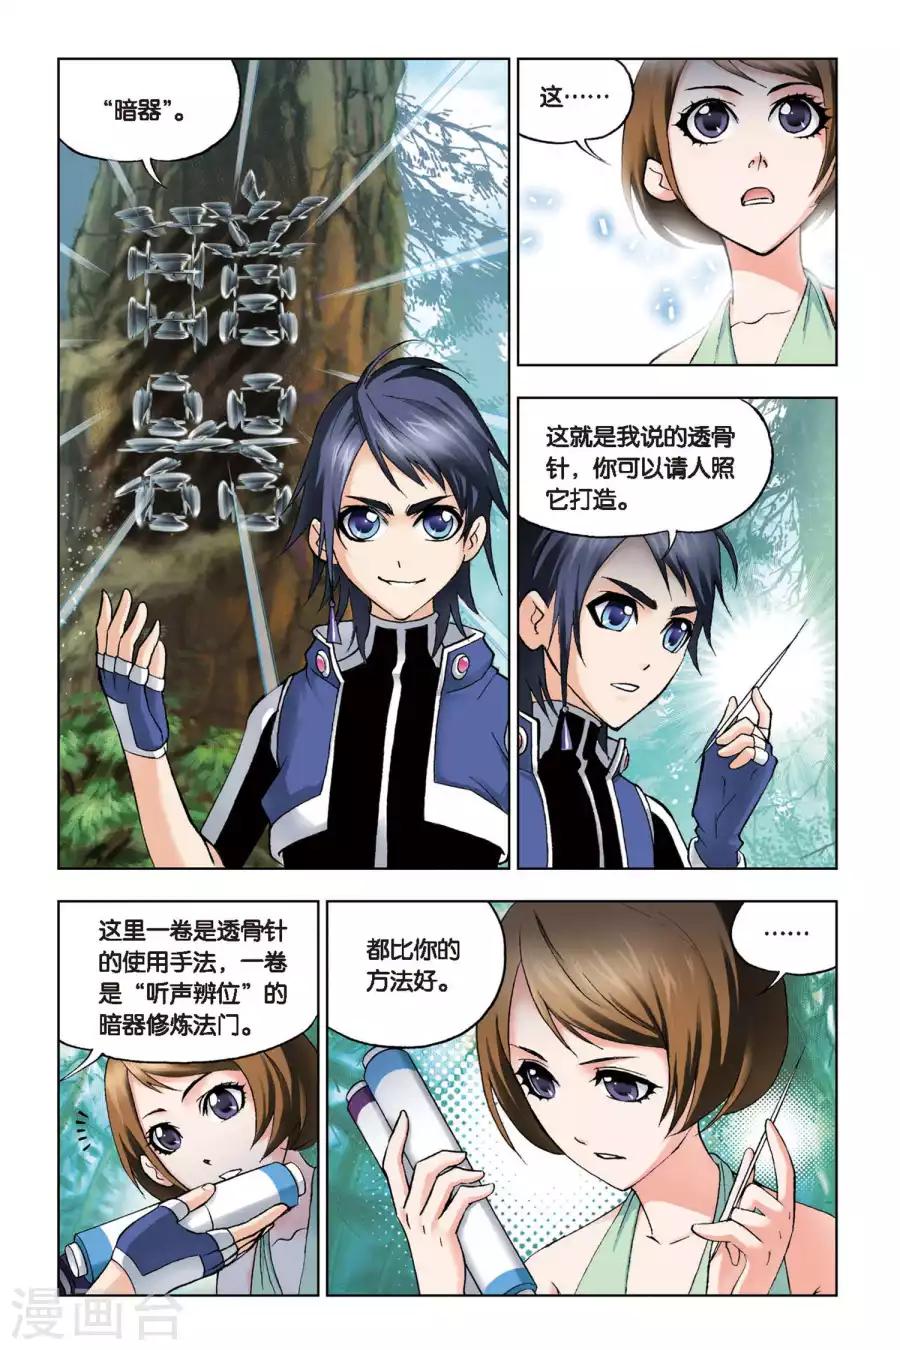 “暗器”。
暗器
这……
这就是我说的透骨
针，你可以请人照
它打造。
这里一卷是透骨针
的使用手法，一卷
是“听声辨位”的
暗器修炼法门。
都比你的
方法好。
……
漫画台